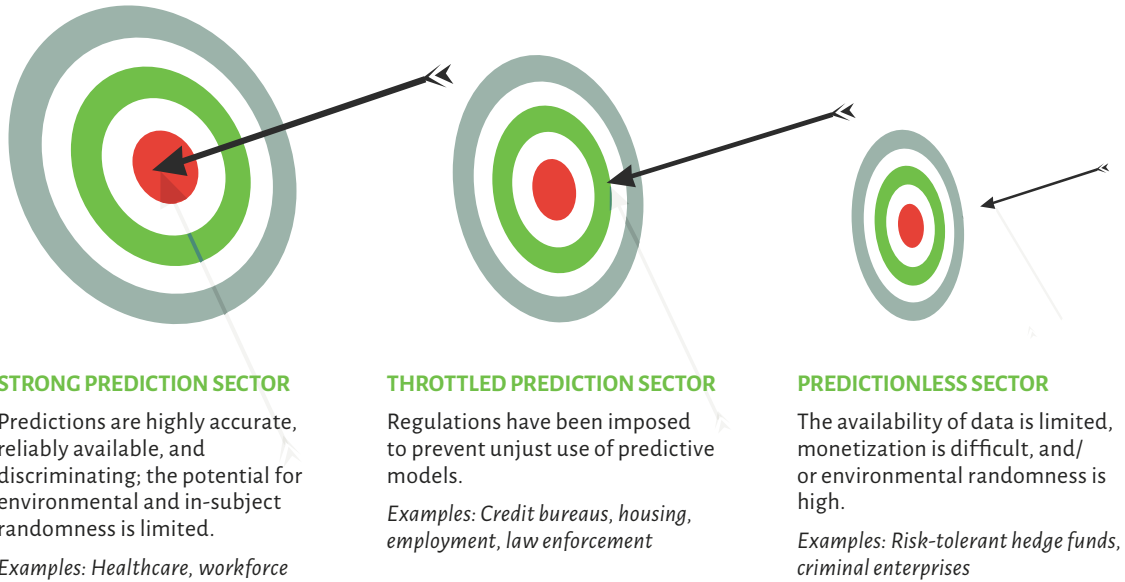 STRONG PREDICTION SECTOR
Predictions are highly accurate,
reliably available, and
discriminating; the potential for
environmental and in-subject
randomness is limited.
Examples: Healthcare, workforce
THROTTLED PREDICTION SECTOR
Regulations have been imposed
to prevent unjust use of predictive
models.
Examples: Credit bureaus, housing,
employment, law enforcement
PREDICTIONLESS SECTOR
The availability of data is limited,
monetization is difficult, and/
or environmental randomness is
high.
Examples: Risk-tolerant hedge funds,
criminal enterprises